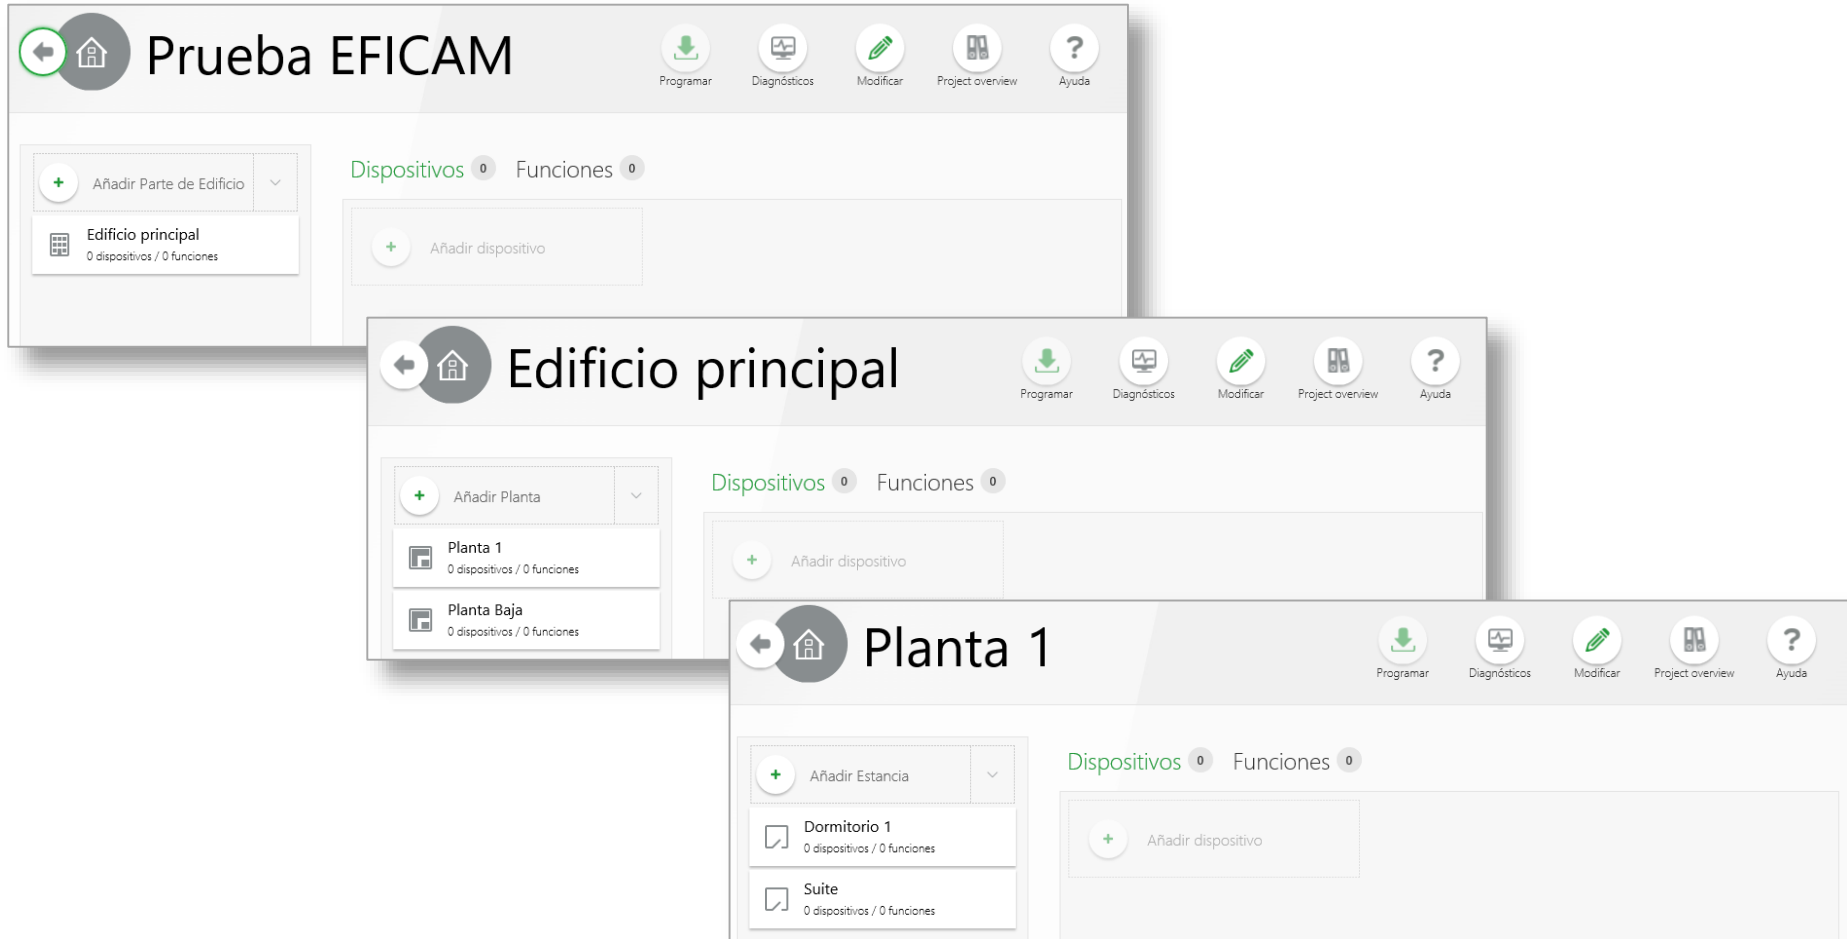 Prueba EFICAM
Programar
Diagnósticos
Modificar
Project overview
? Ayuda
Añadir Parte de Edificio
Edificio principal
0 dispositivos / 0 funciones
Dispositivos 0 Funciones 0
Añadir dispositivo
Edificio principal
Programar
Diagnósticos
Modificar
Project overview
? Ayuda
Añadir Planta
Planta 1
0 dispositivos / 0 funciones
Planta Baja
0 dispositivos / 0 funciones
Dispositivos 0 Funciones 0
Añadir dispositivo
Planta 1
Programar
Diagnósticos
Modificar
Project overview
? Ayuda
Añadir Estancia
Dormitorio 1
0 dispositivos / 0 funciones
Suite
0 dispositivos / 0 funciones
Dispositivos 0 Funciones 0
Añadir dispositivo